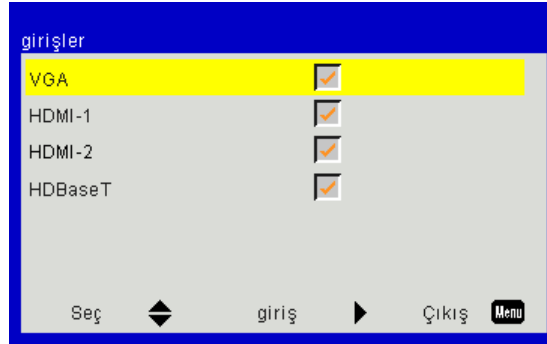 girişler
VGA
HDMI-1
HDMI-2
HDBaseT
Seç giriş Çıkış Menu